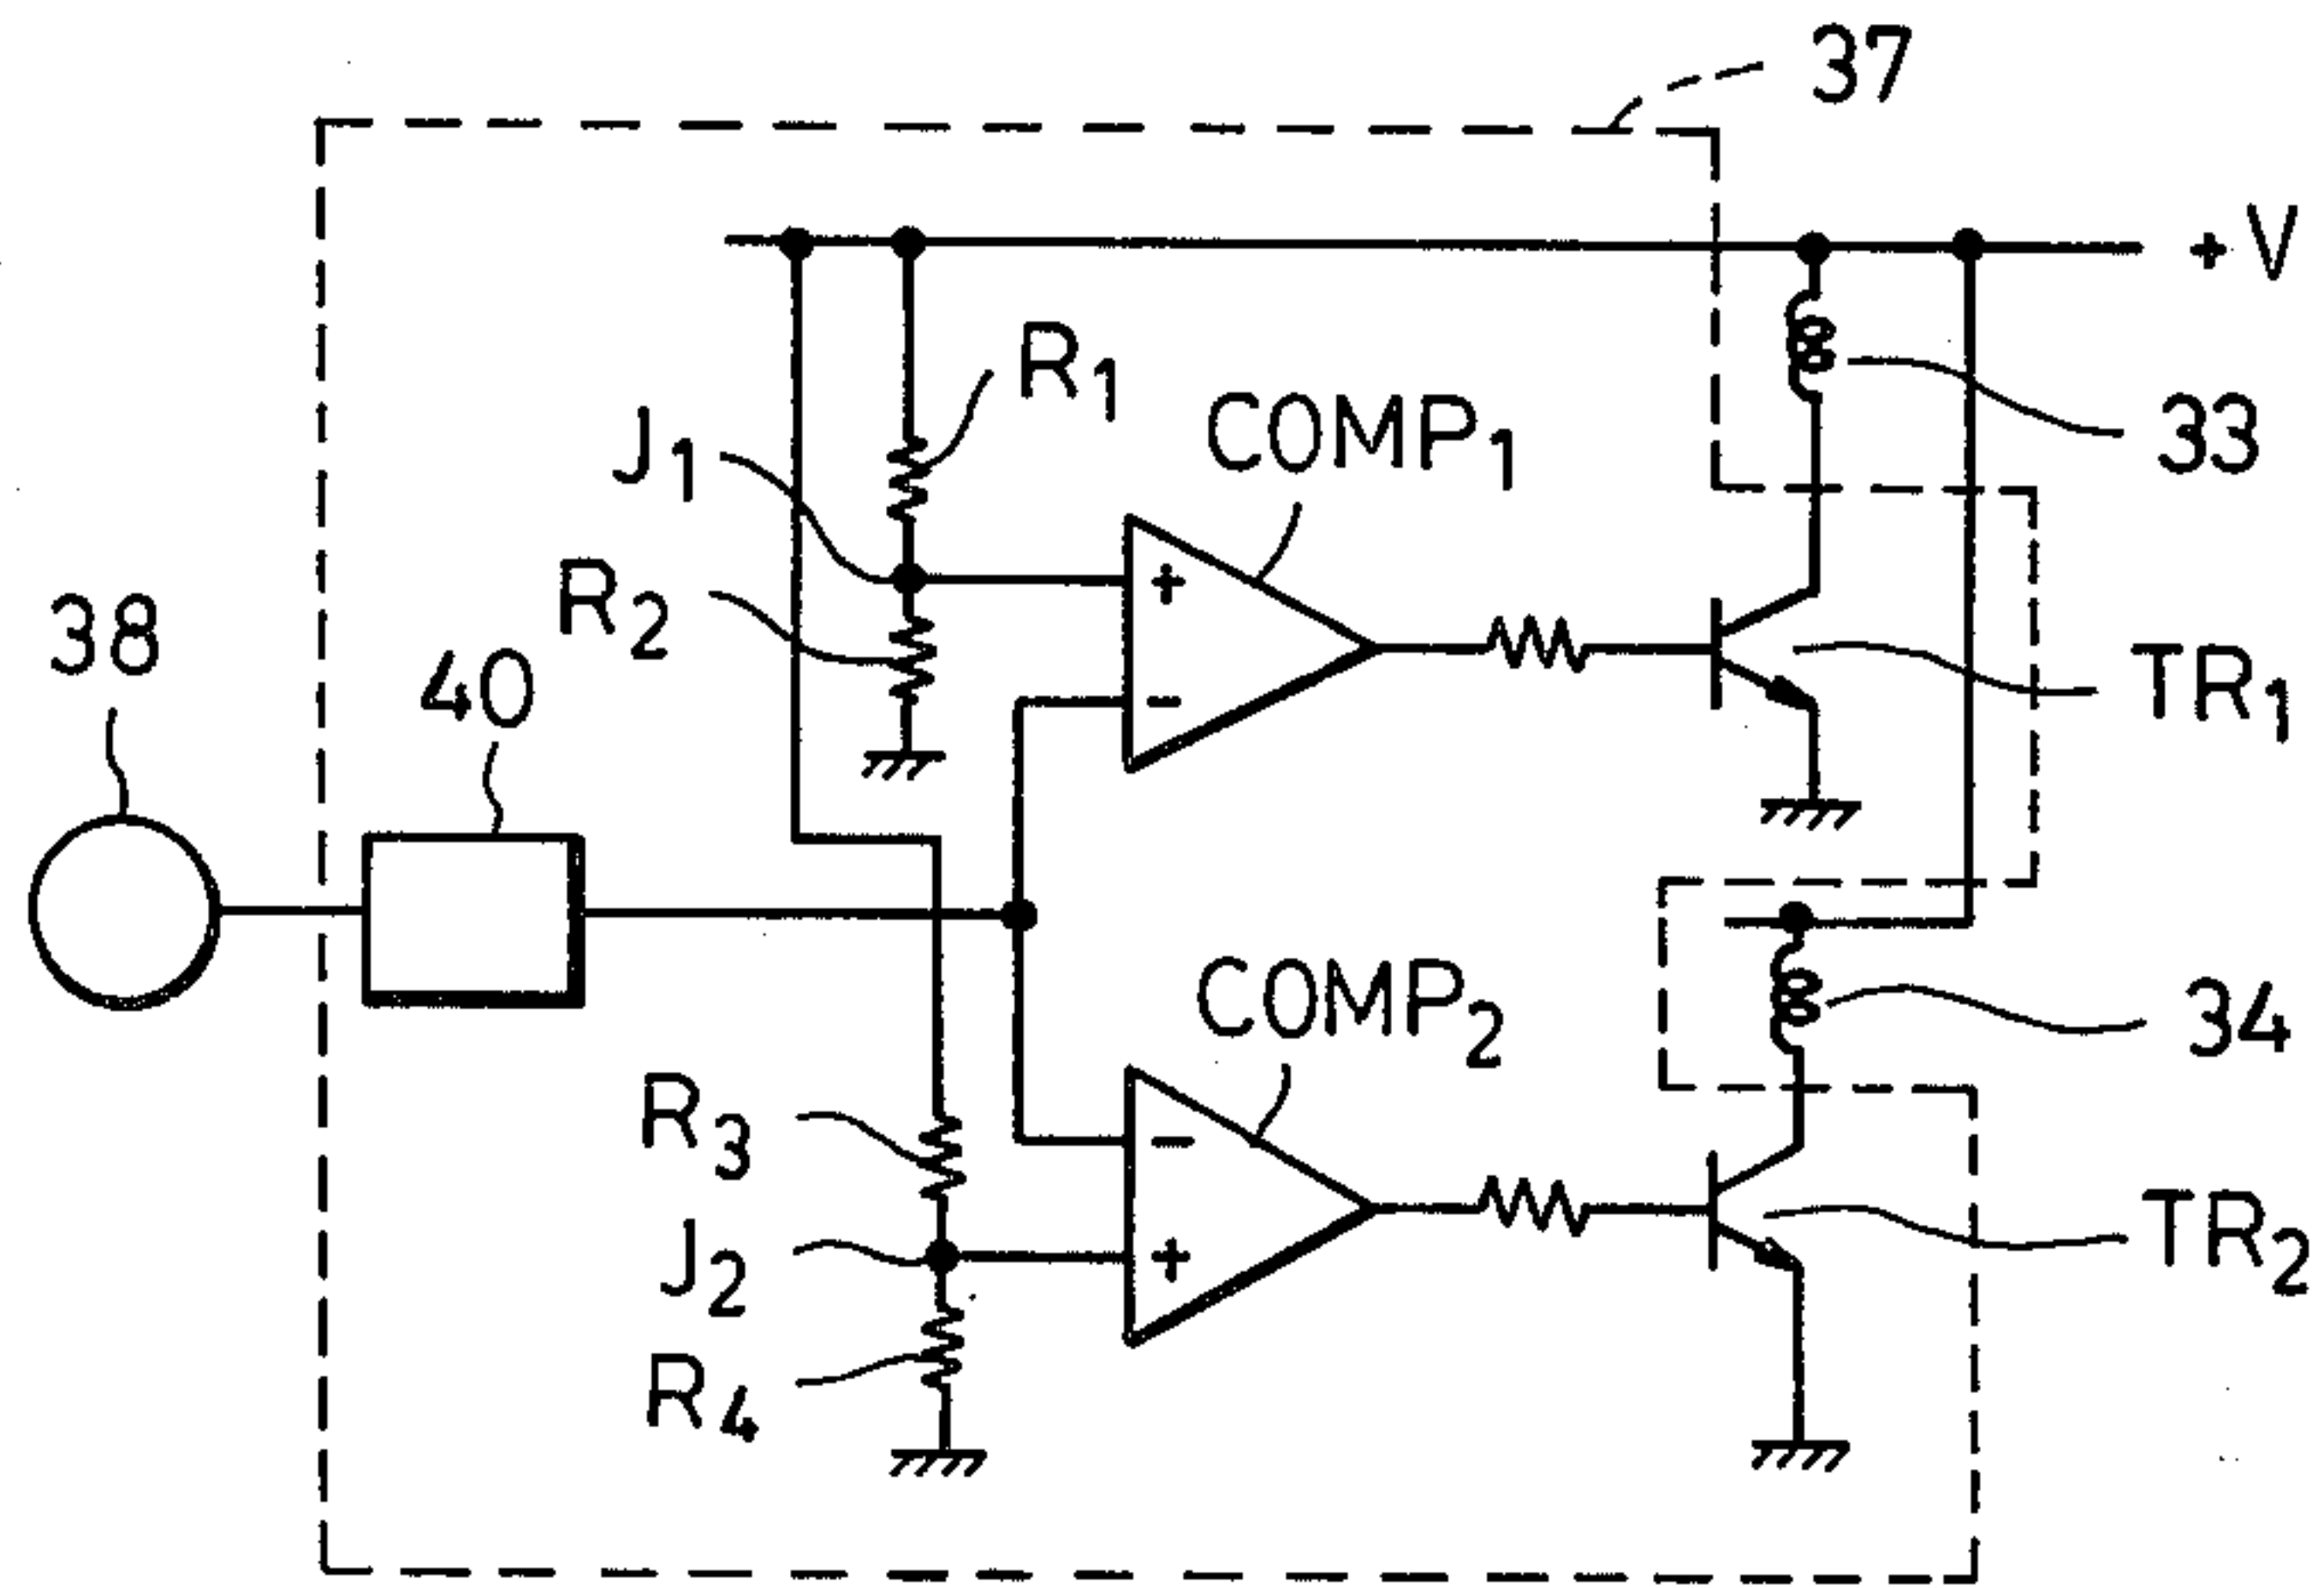 37
+V
R1
COMP1
33
J1
R2
+
38
40
TR1
-
COMP2
34
R3
-
TR2
J2
+
R4